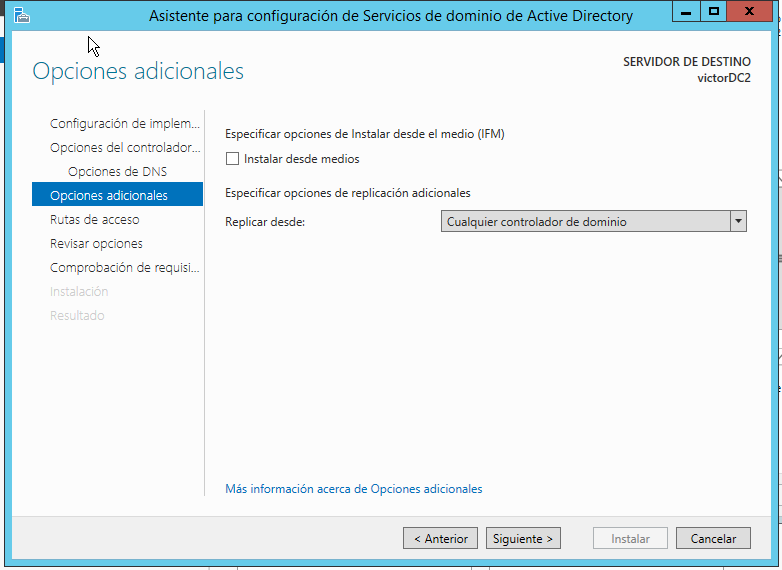 Asistente para configuración de Servicios de dominio de Active Directory
Opciones adicionales
SERVIDOR DE DESTINO
victorDC2
Configuración de implem...
Opciones del controlador...
Opciones de DNS
Opciones adicionales
Rutas de acceso
Revisar opciones
Comprobación de requisi...
Instalación
Resultado
Especificar opciones de Instalar desde el medio (IFM)
Instalar desde medios
Especificar opciones de replicación adicionales
Replicar desde:
Cualquier controlador de dominio
Más información acerca de Opciones adicionales
< Anterior
Siguiente >
Instalar
Cancelar